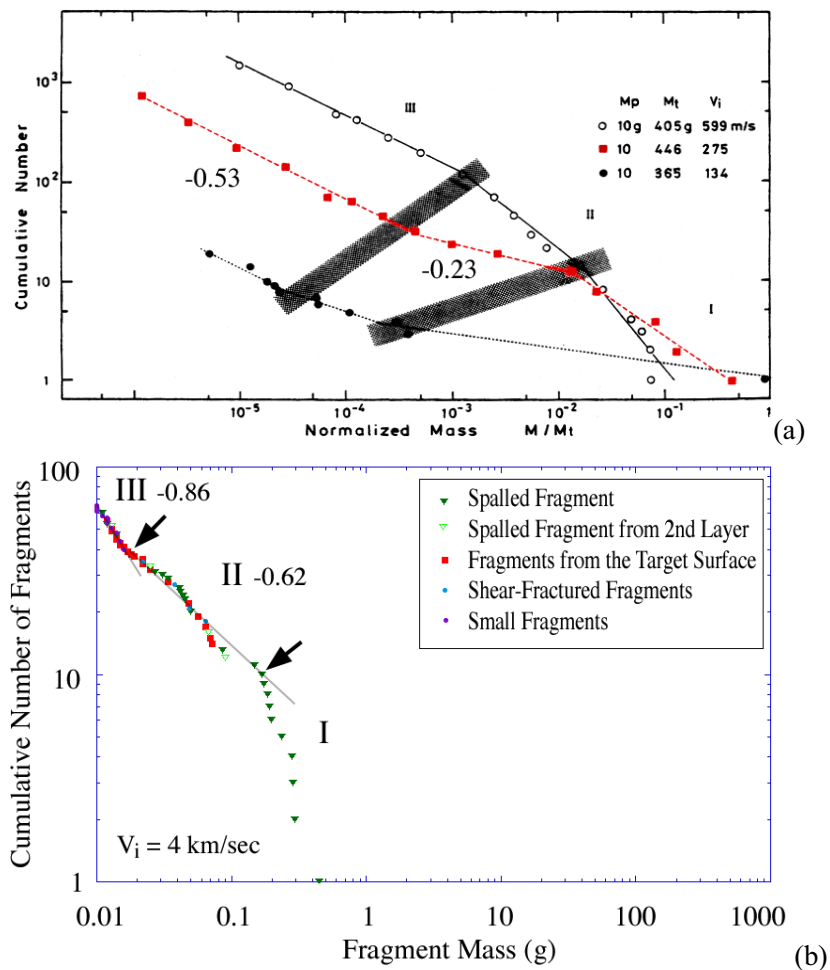 Cumulative Number
10³
10²
10
1
III
II
I
-0.53
-0.23
Mp Mt Vi
10g 405g 599 m/s
10 446 275
10 365 134
10⁻⁵ 10⁻⁴ 10⁻³ 10⁻² 10⁻¹ 1
Normalized Mass M/Mt
(a)
Cumulative Number of Fragments
100
10
1
III -0.86
II -0.62
I
Vi = 4 km/sec
Spalled Fragment
Spalled Fragment from 2nd Layer
Fragments from the Target Surface
Shear-Fractured Fragments
Small Fragments
0.01 0.1 1 10 100 1000
Fragment Mass (g)
(b)